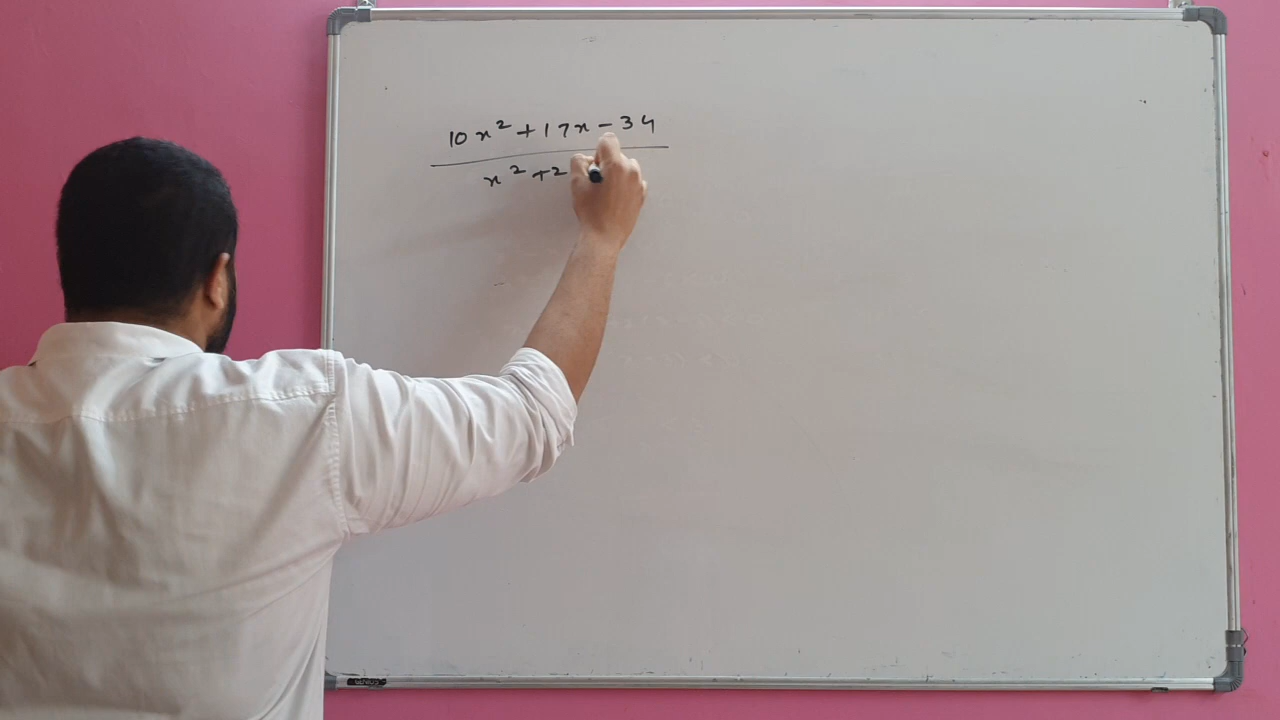 10x² + 17x - 34
x² + 2